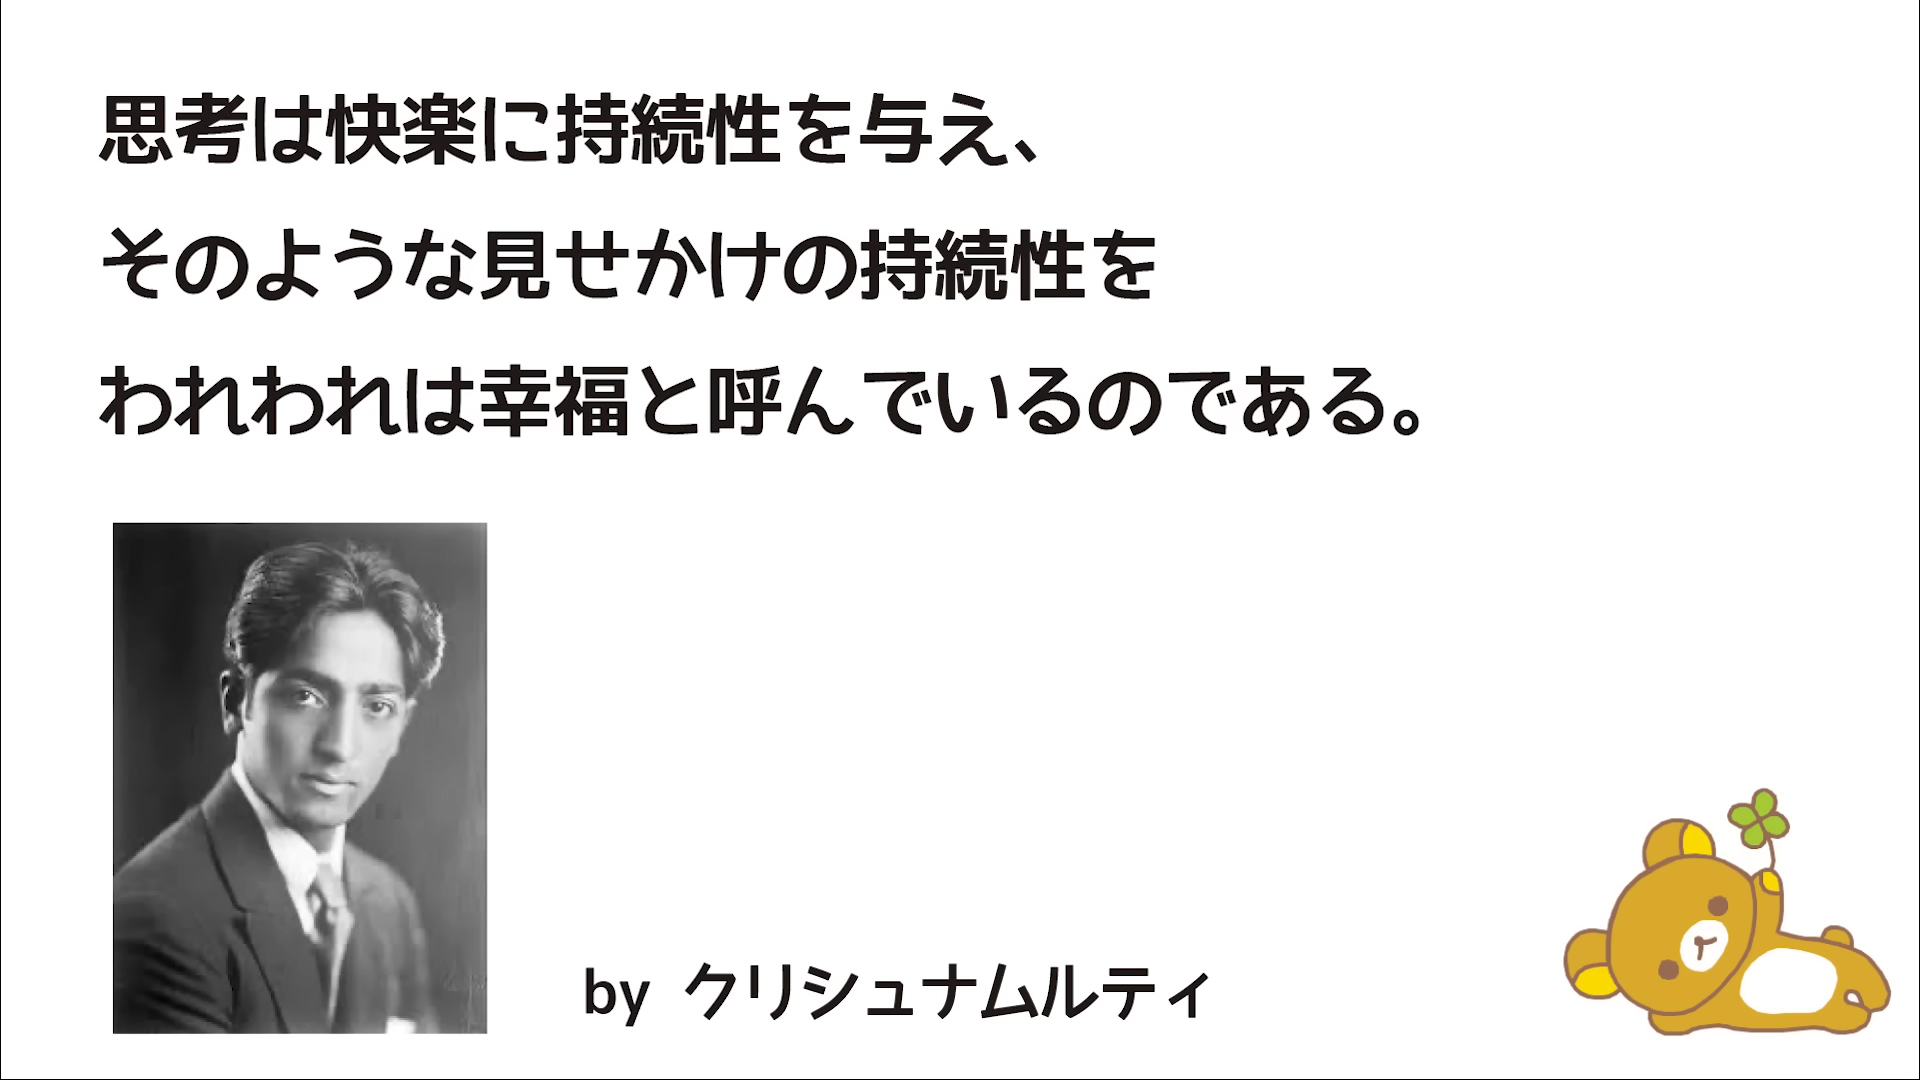 思考は快楽に持続性を与え、
そのような見せかけの持続性を
われわれは幸福と呼んでいるのである。
by クリシュナムルティ